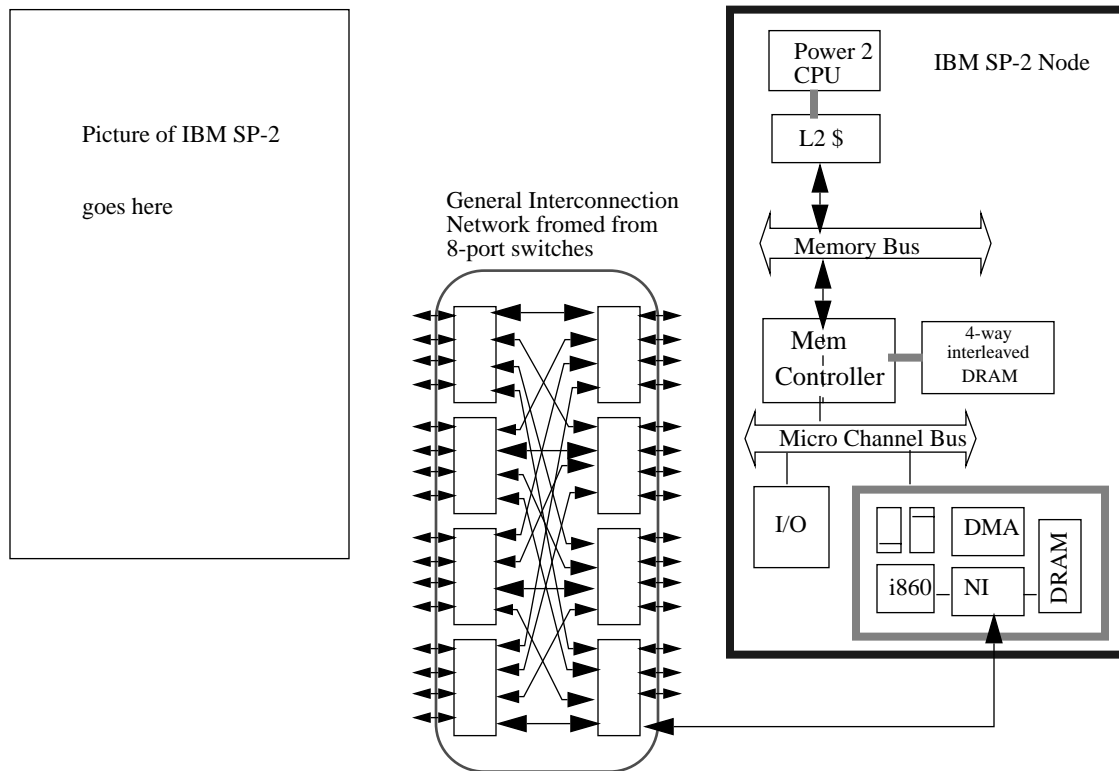 Picture of IBM SP-2
goes here
General Interconnection
Network fromed from
8-port switches
IBM SP-2 Node
Power 2
CPU
L2 $
Memory Bus
Mem
Controller
4-way
interleaved
DRAM
Micro Channel Bus
I/O
DMA
i860
NI
DRAM